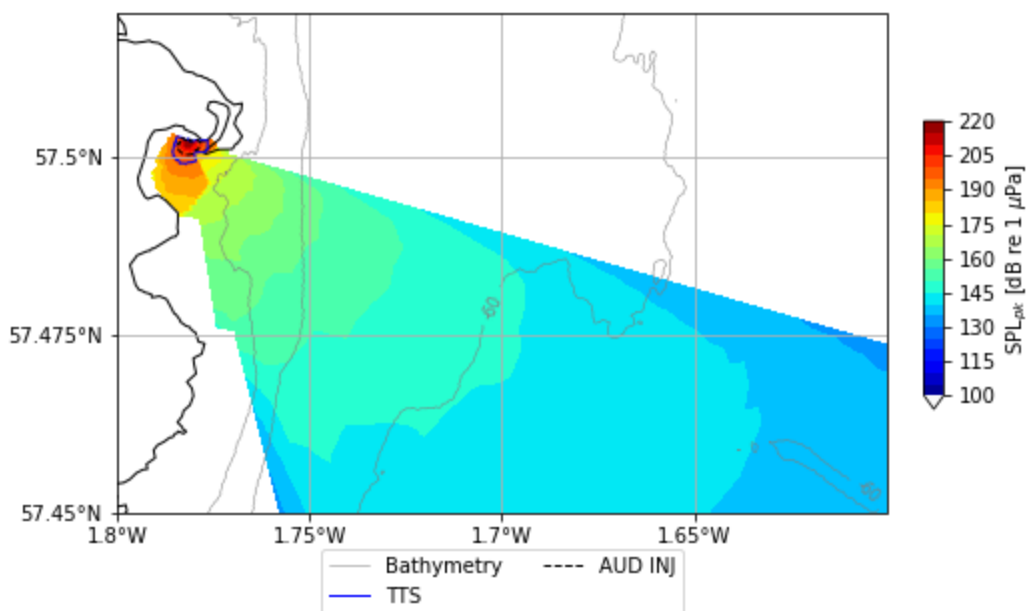 57.5°N
57.475°N
57.45°N
1.8°W
1.75°W
1.7°W
1.65°W
60
60
220
205
190
175
160
145
130
115
100
SPLpk [dB re 1 μPa]
Bathymetry
AUD INJ
TTS